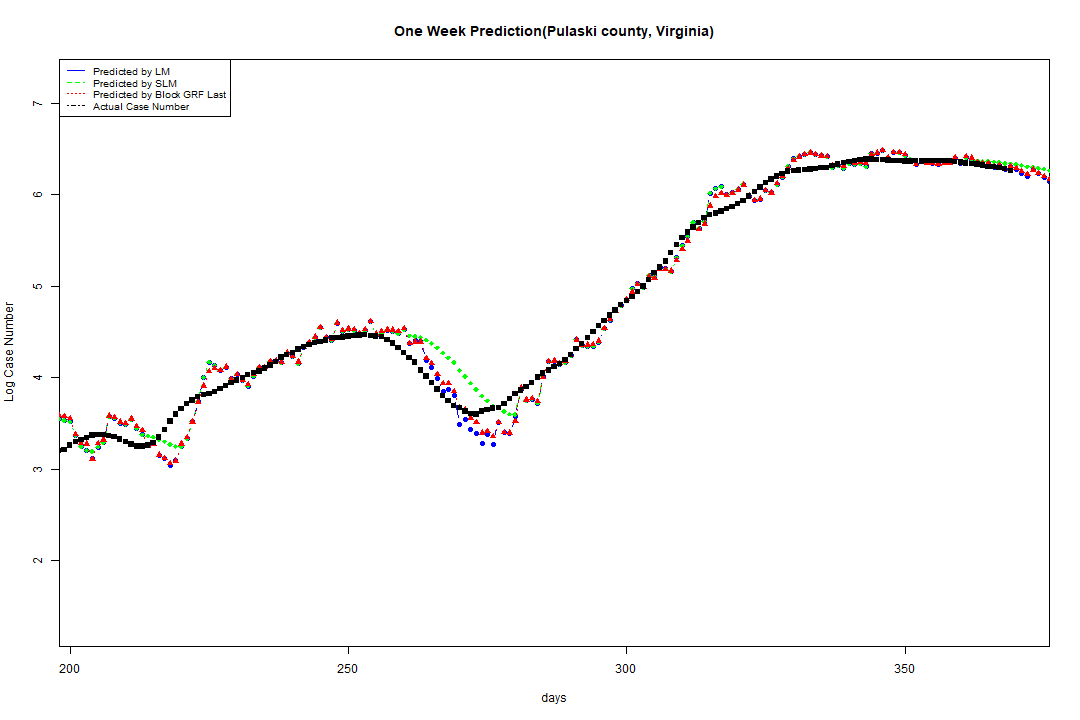 One Week Prediction(Pulaski county, Virginia)
Predicted by LM
Predicted by SLM
Predicted by Block GRF Last
Actual Case Number
7
6
5
4
3
2
Log Case Number
200 250 300 350
days